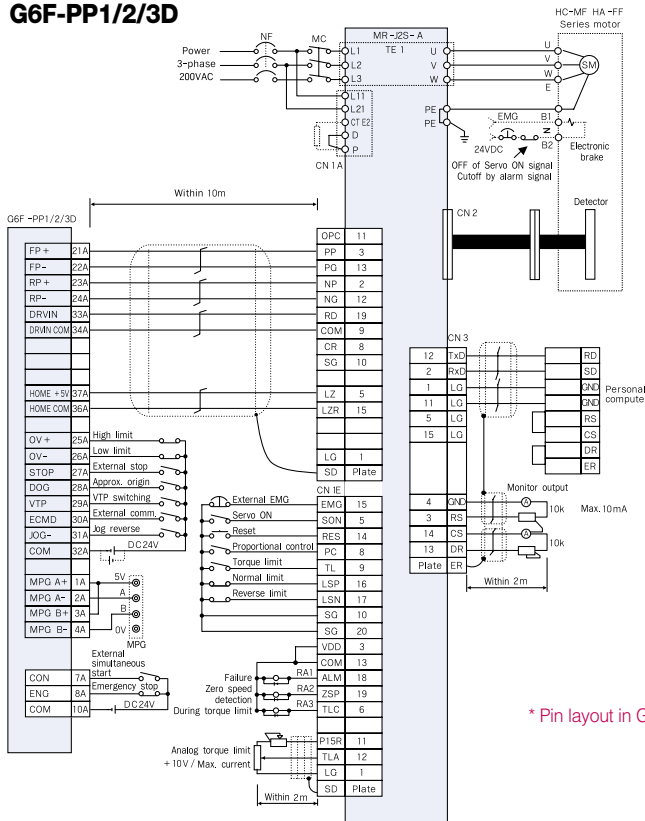 G6F-PP1/2/3D
NF
MC
Power
3-phase
200VAC
MR-J2S-A
TE 1
L1
L2
L3
L11
L21
CT E2
D
P
CN 1A
U
V
W
PE
PE
HC-MF HA-FF
Series motor
U
V
W
E
SM
EMG
B1
B2
Z
24VDC
Electronic
brake
OFF of Servo ON signal
Cutoff by alarm signal
Detector
CN 2
Within 10m
G6F -PP1/2/3D
FP + 21A
FP- 22A
RP + 23A
RP- 24A
DRVIN 33A
DRVIN COM 34A
HOME +5V 37A
HOME COM 36A
OV + 25A High limit
OV- 26A Low limit
STOP 27A External stop
DOG 28A Approx. origin
VTP 29A VTP switching
ECMD 30A External comm.
JOG- 31A Jog reverse
COM 32A DC24V
MPG A+ 1A 5V
MPG A- 2A A
MPG B+ 3A B
MPG B- 4A 0V
MPG
External
simultaneous
start
CON 7A
Emergency stop
ENG 8A
COM 10A DC24V
OPC 11
PP 3
PG 13
NP 2
NG 12
RD 19
COM 9
CR 8
SG 10
LZ 5
LZR 15
LG 1
SD Plate
CN 1E
External EMG EMG 15
Servo ON SON 5
Reset RES 14
Proportional control PC 8
Torque limit TL 9
Normal limit LSP 16
Reverse limit LSN 17
SG 10
SG 20
VDD 3
COM 13
Failure RA1 ALM 18
Zero speed
detection RA2 ZSP 19
During torque limit RA3 TLC 6
Analog torque limit
+10V / Max. current
P15R 11
TLA 12
LG 1
SD Plate
Within 2m
CN 3
12 TxD RD
2 RxD SD
1 LG GND
11 LG GND
5 LG RS
15 LG CS
DR
ER
Personal
compute
Monitor output
4 GND A 10k
3 RS
14 CS A 10k
13 DR
Plate ER
Max. 10mA
Within 2m
* Pin layout in G